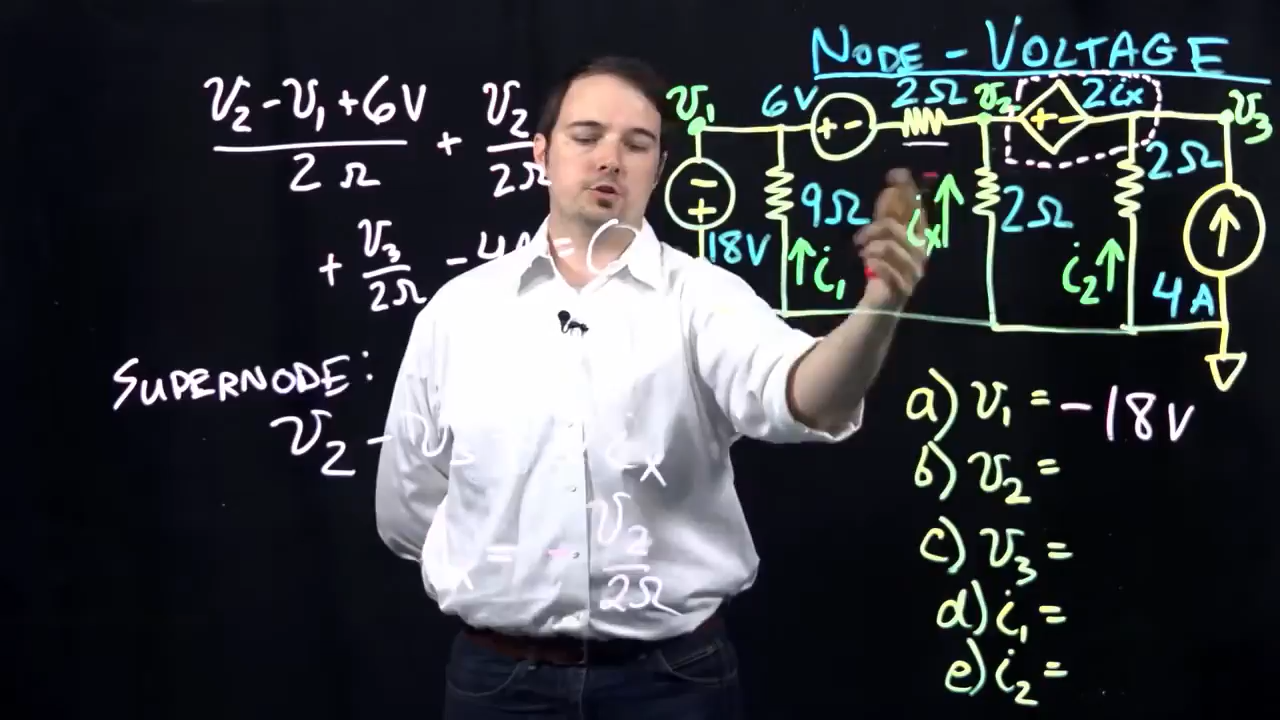 NODE - VOLTAGE
v₁ 6V 2Ω v₂ 2ix v₃
+ - + -
- + 9Ω 2Ω 2Ω
18V i₁ ix i₂ 4A
v₂ - v₁ + 6V / 2Ω + v₂ / 2Ω
+ v₃ / 2Ω - 4A = 0
SUPERNODE:
v₂ - v₃ ix
x = - v₂ / 2Ω
a) v₁ = -18V
b) v₂ =
c) v₃ =
d) i₁ =
e) i₂ =